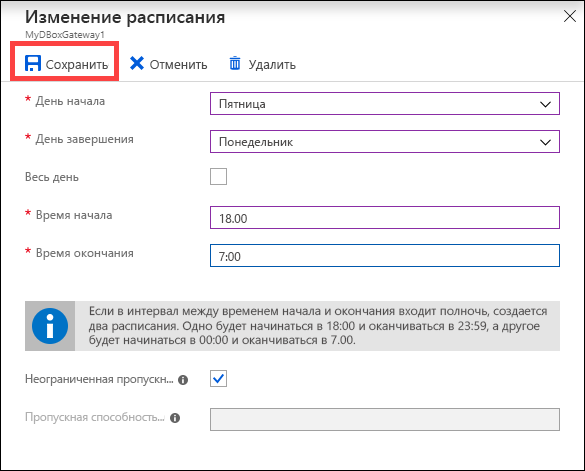 Изменение расписания
MyDBoxGateway1
Сохранить Отменить Удалить
* День начала Пятница
* День завершения Понедельник
Весь день
* Время начала 18.00
* Время окончания 7:00
Если в интервал между временем начала и окончания входит полночь, создается
два расписания. Одно будет начинаться в 18:00 и оканчиваться в 23:59, а другое
будет начинаться в 00:00 и оканчиваться в 7.00.
Неограниченная пропускн...
Пропускная способность...